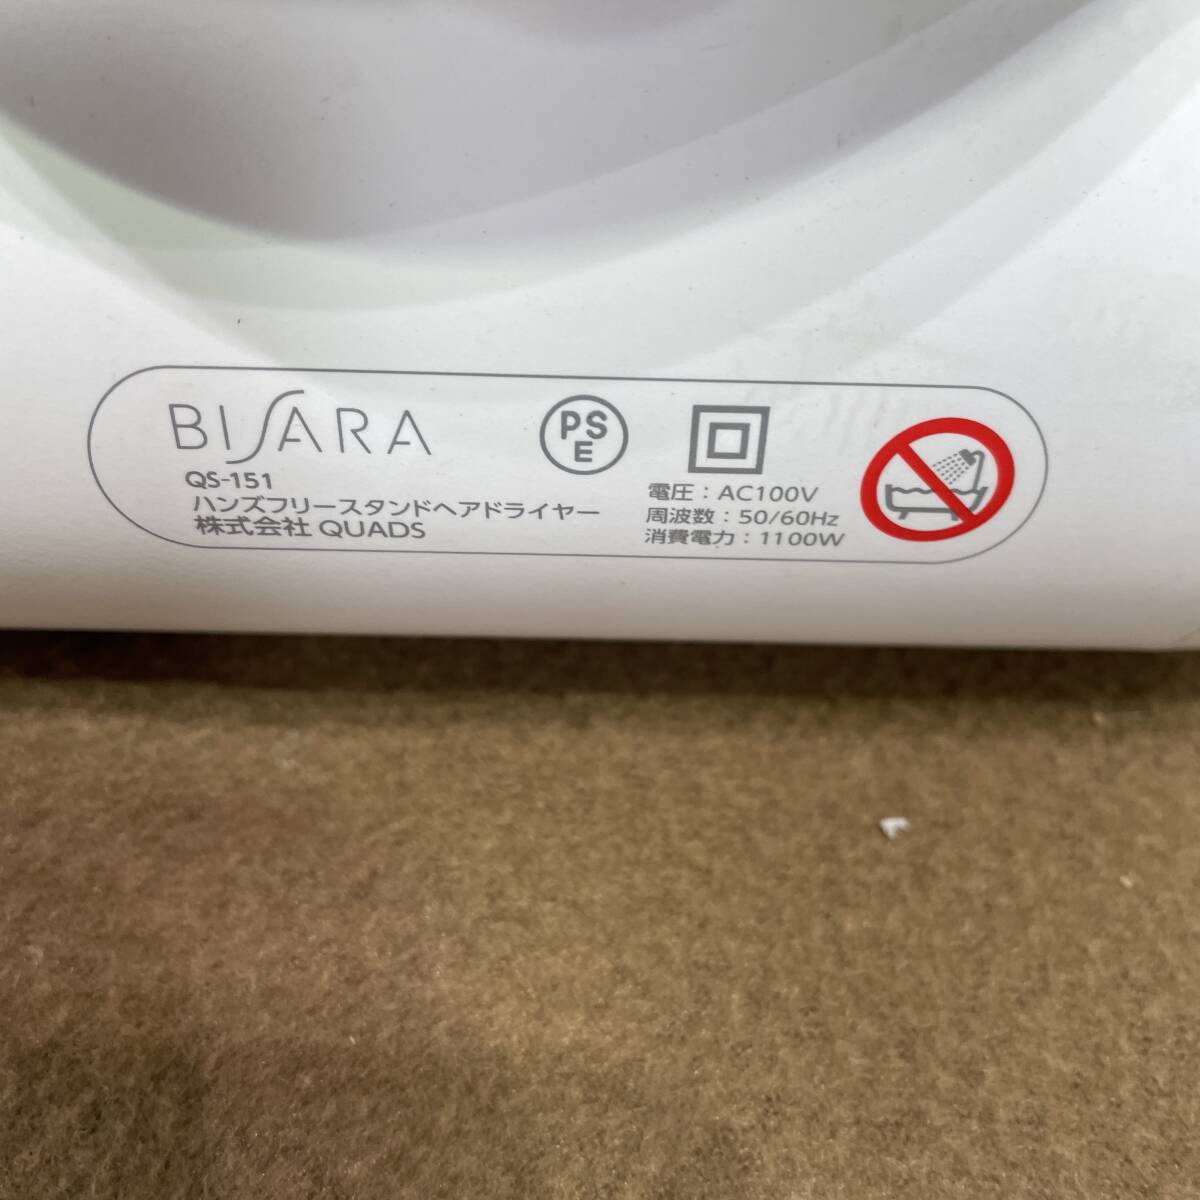 BISARA
QS-151
ハンズフリースタンドヘアドライヤー
株式会社 QUADS
PS
E
電圧：AC100V
周波数：50/60Hz
消費電力：1100W